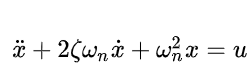 ẍ + 2ζωₙẋ + ωₙ²x = u